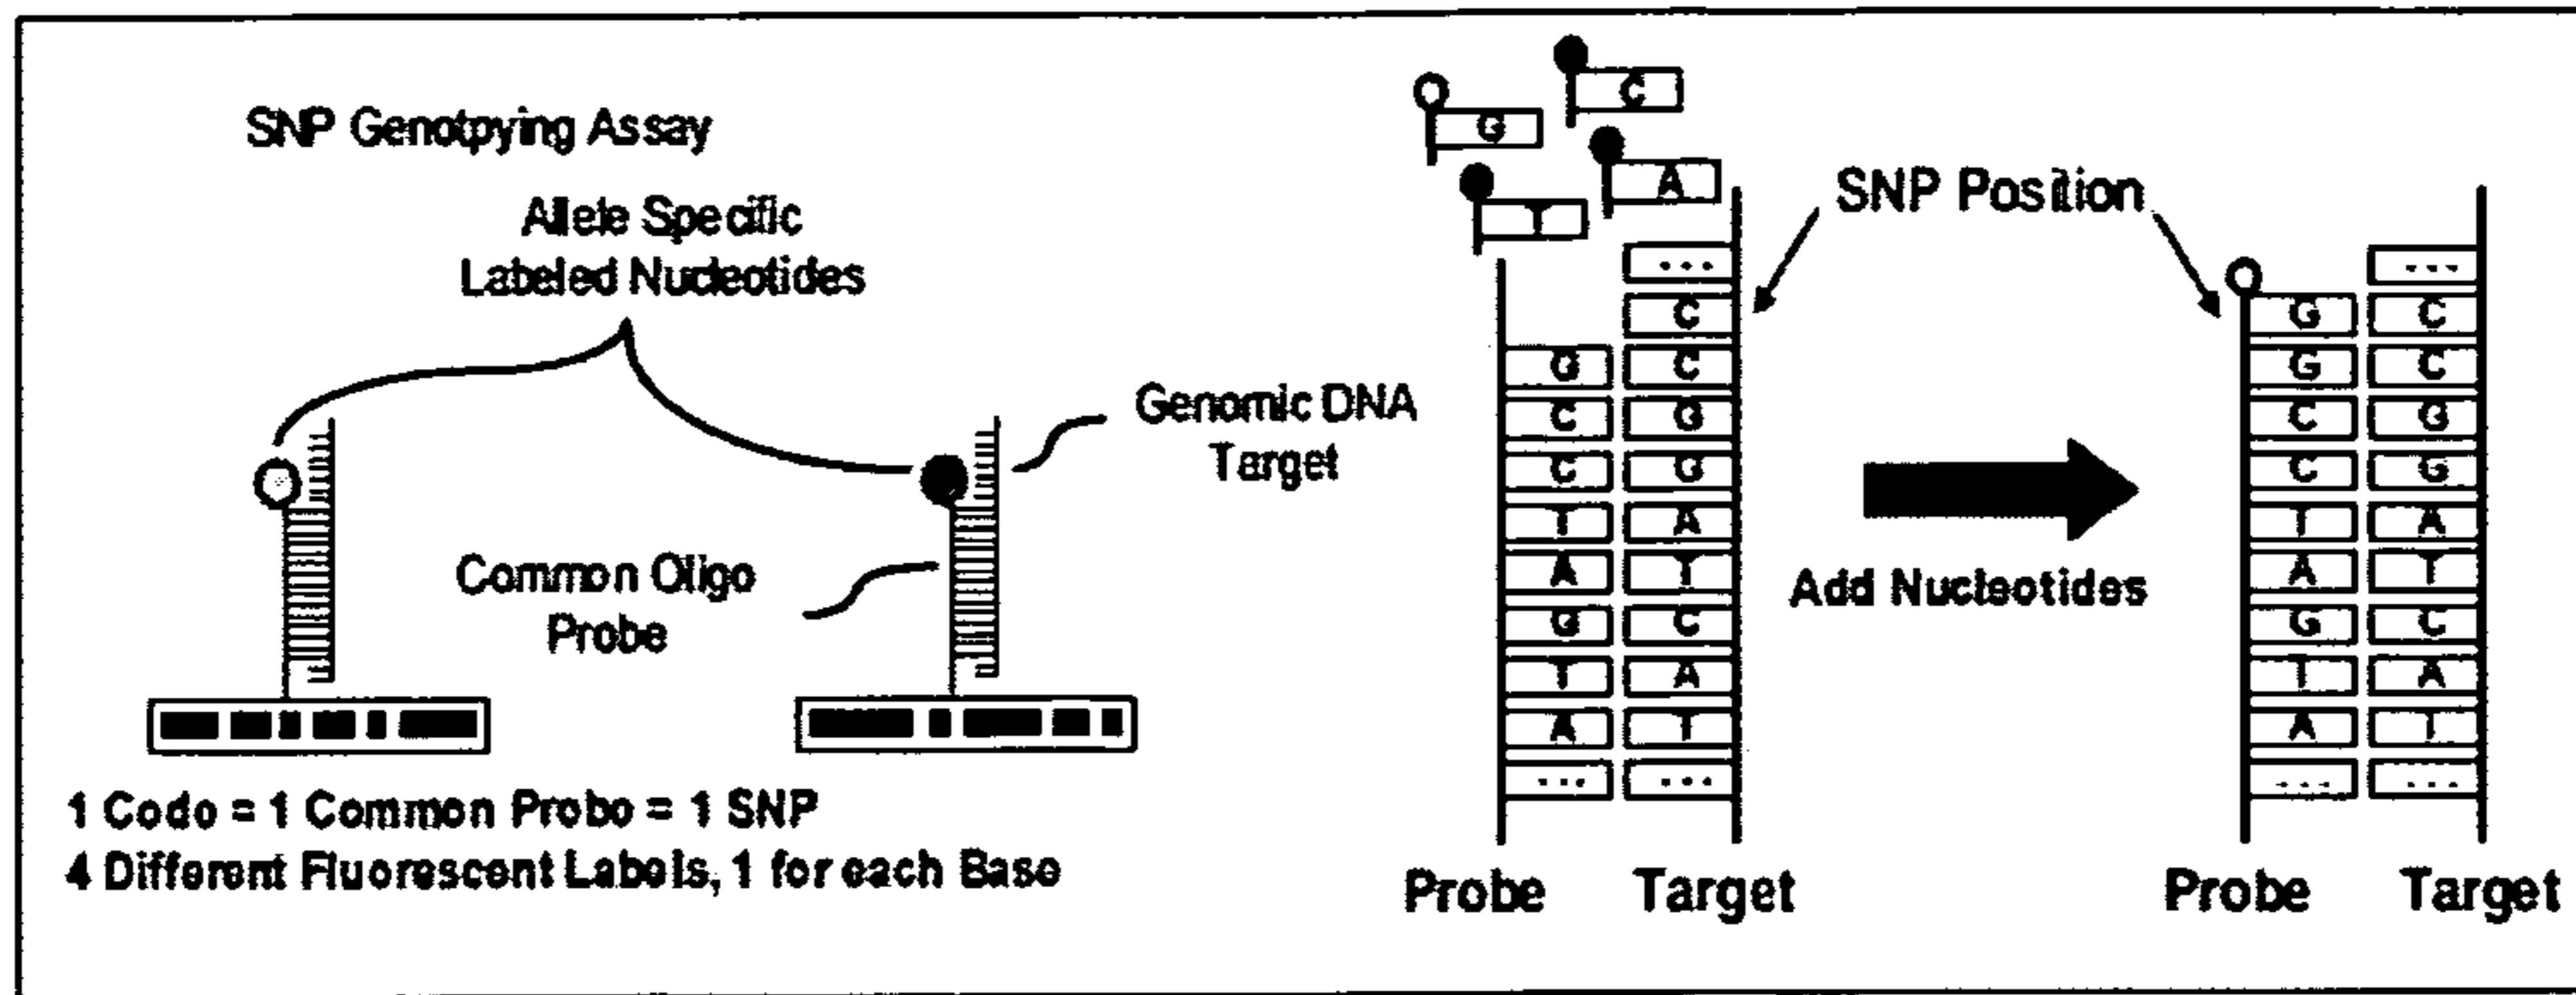 SNP Genotpying Assay
Allele Specific
Labeled Nucleotides
Genomic DNA
Target
Common Oligo
Probe
1 Codo = 1 Common Probo = 1 SNP
4 Different Fluorescent Labels, 1 for each Base
G
C
T
A
SNP Position
...
C
G C
C G
C G
T A
A T
G C
T A
A T
... ...
Probe Target
Add Nucleotides
...
G C
G C
C G
C G
T A
A T
G C
T A
A T
... ...
Probe Target